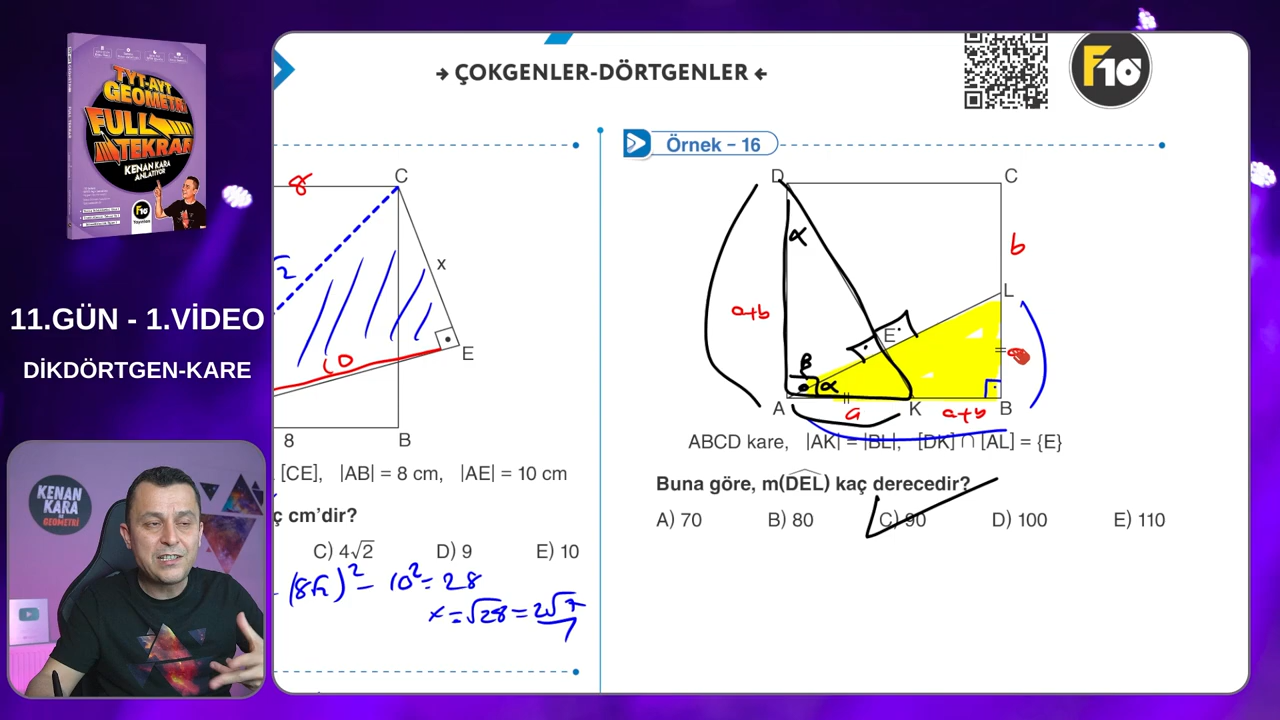 TYT-AYT
GEOMETRİ
FULL
TEKRAR
KENAN KARA
ANLATIYOR
F10
11.GÜN - 1.VİDEO
DİKDÖRTGEN-KARE
KENAN
KARA
GEOMETRİ
ÇOKGENLER-DÖRTGENLER
F10
8
C
x
10
E
8
B
[CE], |AB| = 8 cm, |AE| = 10 cm
ç cm'dir?
C) 4√2 D) 9 E) 10
(8√2)² - 10² = 28
x = √28 = 2√7
Örnek – 16
D
C
α
b
a+b
L
E
β
α
A
K
B
a
a+b
ABCD kare, |AK| = |BL|, [DK] ∩ [AL] = {E}
Buna göre, m(DEL) kaç derecedir?
A) 70 B) 80 C) 90 D) 100 E) 110